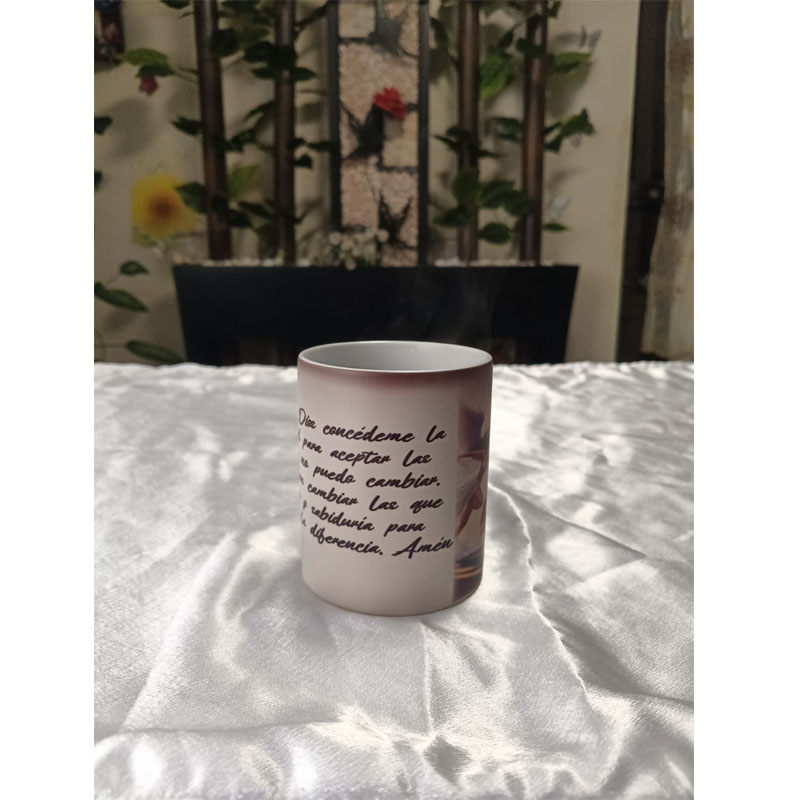 Dios concédeme la
para aceptar las
no puedo cambiar.
cambiar las que
y sabiduría para
la diferencia. Amén